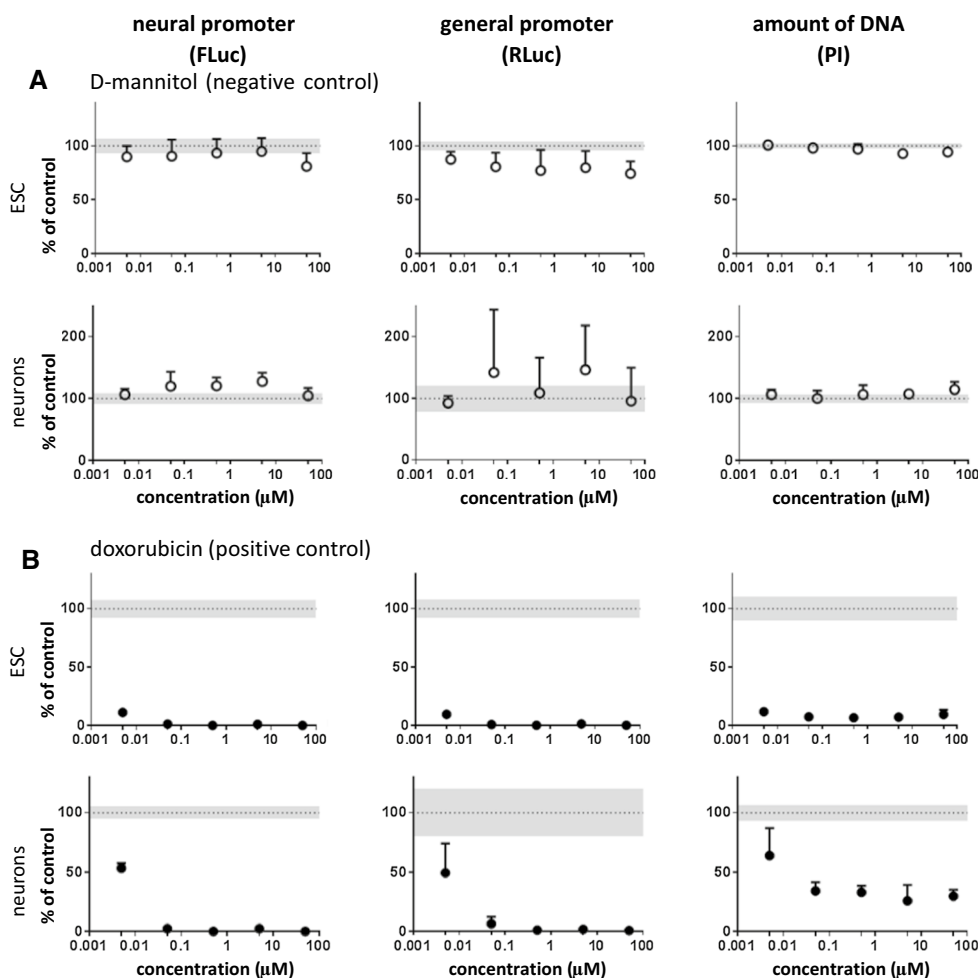 neural promoter general promoter amount of DNA
(FLuc) (RLuc) (PI)
A D-mannitol (negative control)
ESC
% of control
100
50
0
0.001 0.01 0.1 1 10 100
100
50
0
0.001 0.01 0.1 1 10 100
100
50
0
0.001 0.01 0.1 1 10 100
neurons
% of control
200
100
0
0.001 0.01 0.1 1 10 100
concentration (µM)
200
100
0
0.001 0.01 0.1 1 10 100
concentration (µM)
200
100
0
0.001 0.01 0.1 1 10 100
concentration (µM)
B doxorubicin (positive control)
ESC
% of control
100
50
0
0.001 0.01 0.1 1 10 100
100
50
0
0.001 0.01 0.1 1 10 100
100
50
0
0.001 0.01 0.1 1 10 100
neurons
% of control
100
50
0
0.001 0.01 0.1 1 10 100
concentration (µM)
100
50
0
0.001 0.01 0.1 1 10 100
concentration (µM)
100
50
0
0.001 0.01 0.1 1 10 100
concentration (µM)